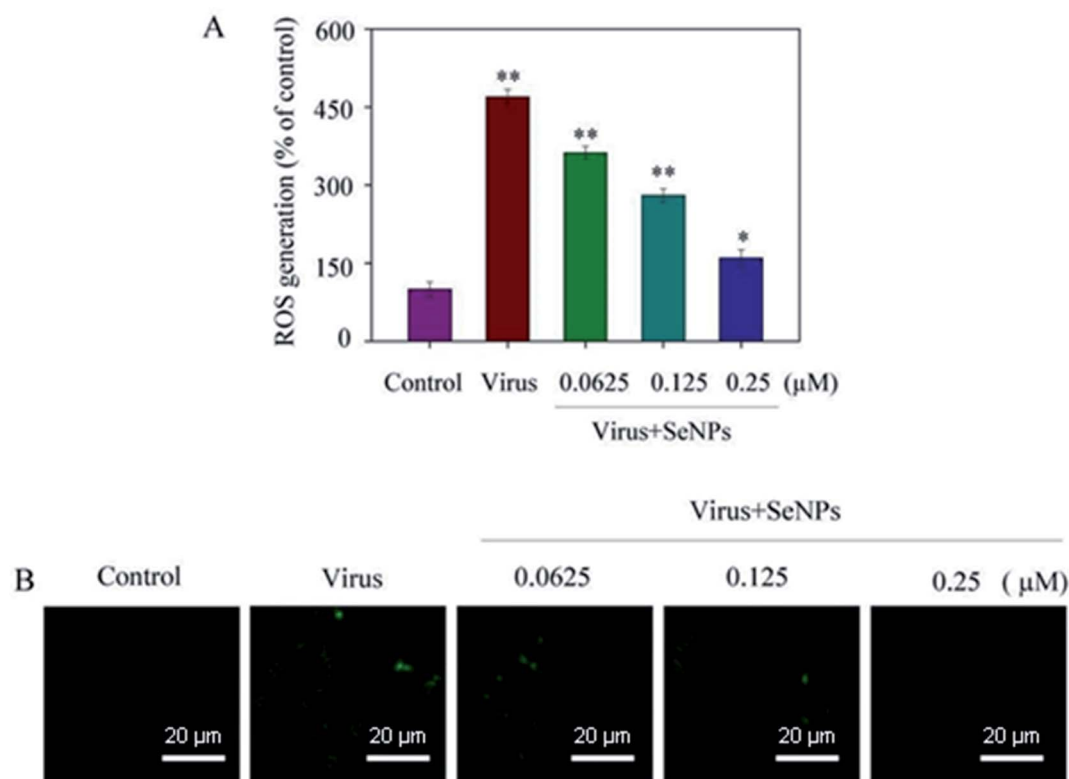 A
ROS generation (% of control)
600
450
300
150
0
**
**
**
*
Control Virus 0.0625 0.125 0.25 (μM)
Virus+SeNPs
Virus+SeNPs
B Control Virus 0.0625 0.125 0.25 ( μM)
20 μm 20 μm 20 μm 20 μm 20 μm